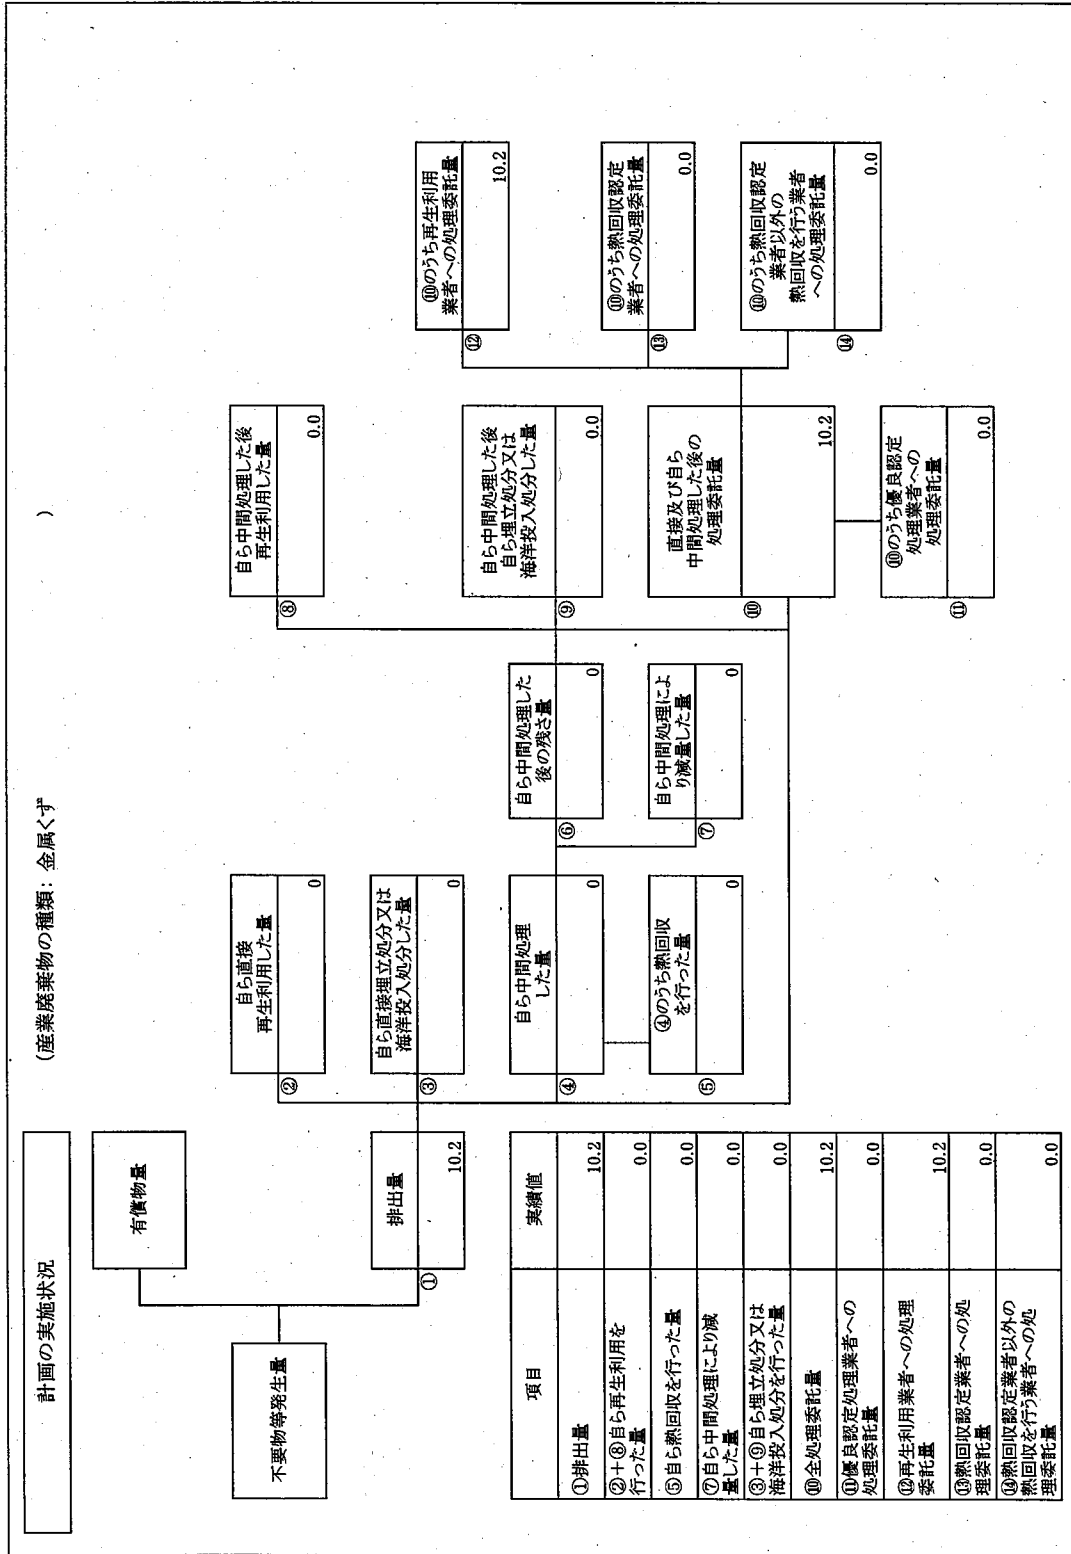 計画の実施状況
(産業廃棄物の種類: 金属くず )
不要物等発生量
有償物量
①
排出量
10.2
②
自ら直接
再生利用した量
0
③
自ら直接埋立処分又は
海洋投入処分した量
0
④
自ら中間処理
した量
0
⑤
④のうち熱回収
を行った量
0
⑥
自ら中間処理した
後の残さ量
0
⑦
自ら中間処理によ
り減量した量
0
⑧
自ら中間処理した後
再生利用した量
0.0
⑨
自ら中間処理した後
自ら埋立処分又は
海洋投入処分した量
0.0
⑩
直接及び自ら
中間処理した後の
処理委託量
10.2
⑪
⑩のうち優良認定
処理業者への
処理委託量
0.0
⑫
⑩のうち再生利用
業者への処理委託量
10.2
⑬
⑩のうち熱回収認定
業者への処理委託量
0.0
⑭
⑩のうち熱回収認定
業者以外の
熱回収を行う業者
への処理委託量
0.0
項目 実績値
①排出量 10.2
②+⑧自ら再生利用を
行った量 0.0
⑤自ら熱回収を行った量 0.0
⑦自ら中間処理により減
量した量 0.0
③+⑨自ら埋立処分又は
海洋投入処分を行った量 0.0
⑩全処理委託量 10.2
⑪優良認定処理業者への
処理委託量 0.0
⑫再生利用業者への処理
委託量 10.2
⑬熱回収認定業者への処
理委託量 0.0
⑭熱回収認定業者以外の
熱回収を行う業者への処
理委託量 0.0